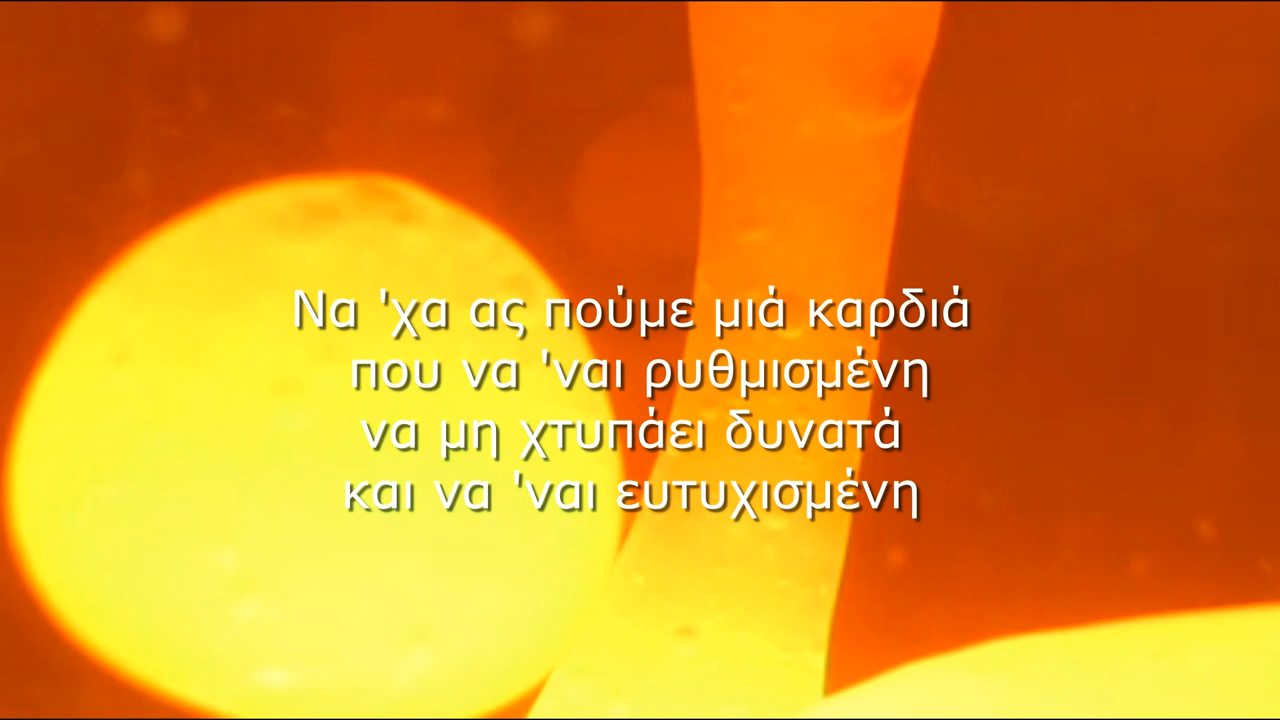 Να 'χα ας πούμε μιά καρδιά
που να 'ναι ρυθμισμένη
να μη χτυπάει δυνατά
και να 'ναι ευτυχισμένη